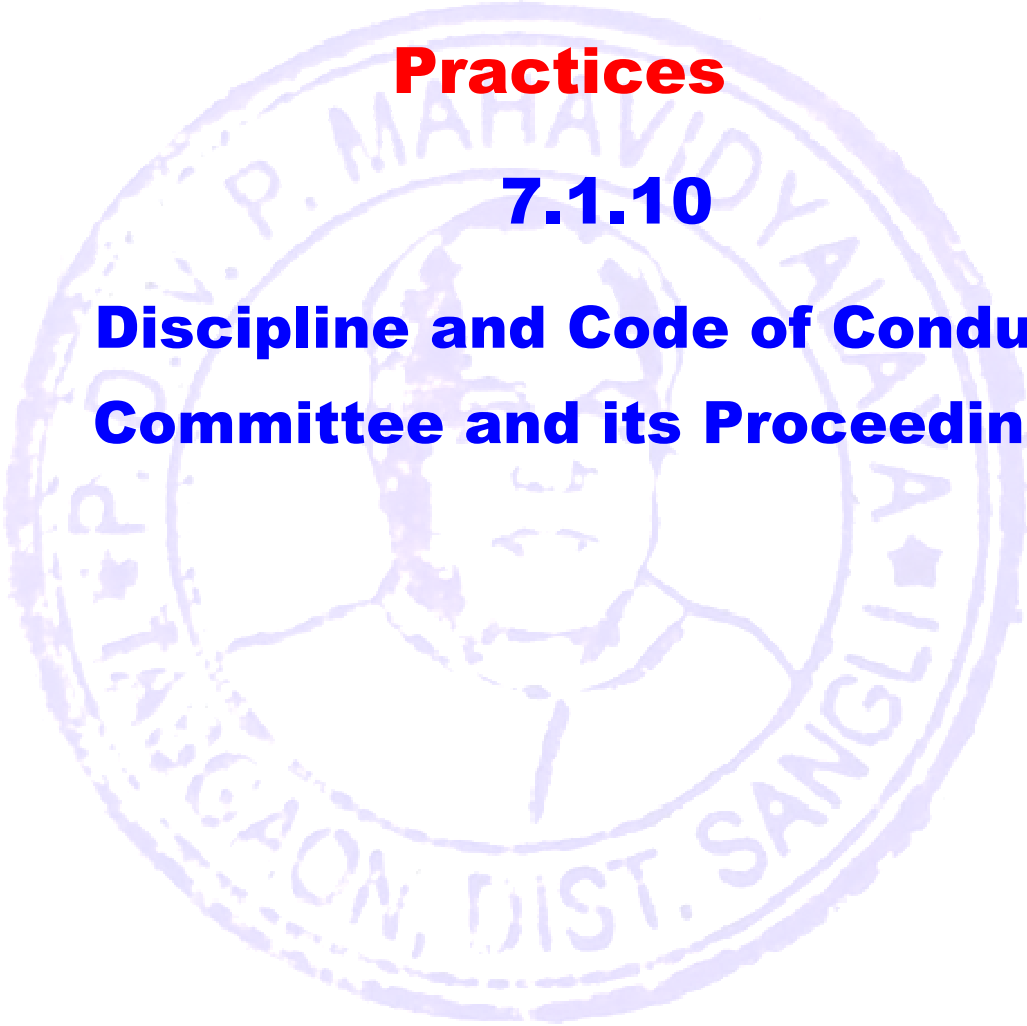 Practices
7.1.10
Discipline and Code of Condu
Committee and its Proceedin
P. D. V. P. MAHAVIDYALAYA
TASGAON, DIST. SANGLI